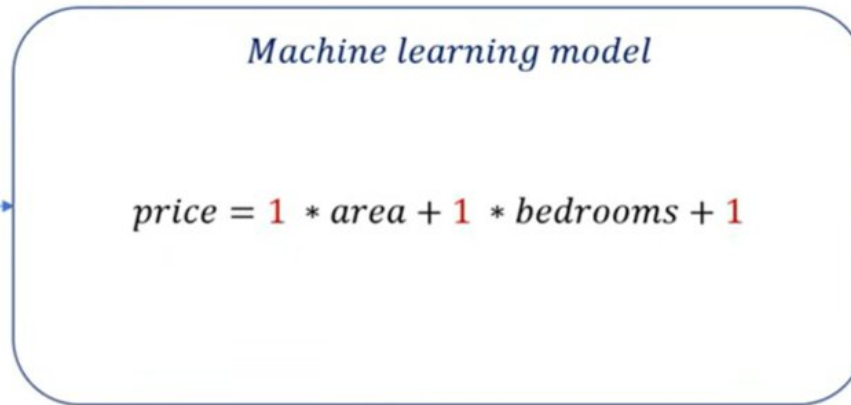 Machine learning model
price = 1 * area + 1 * bedrooms + 1